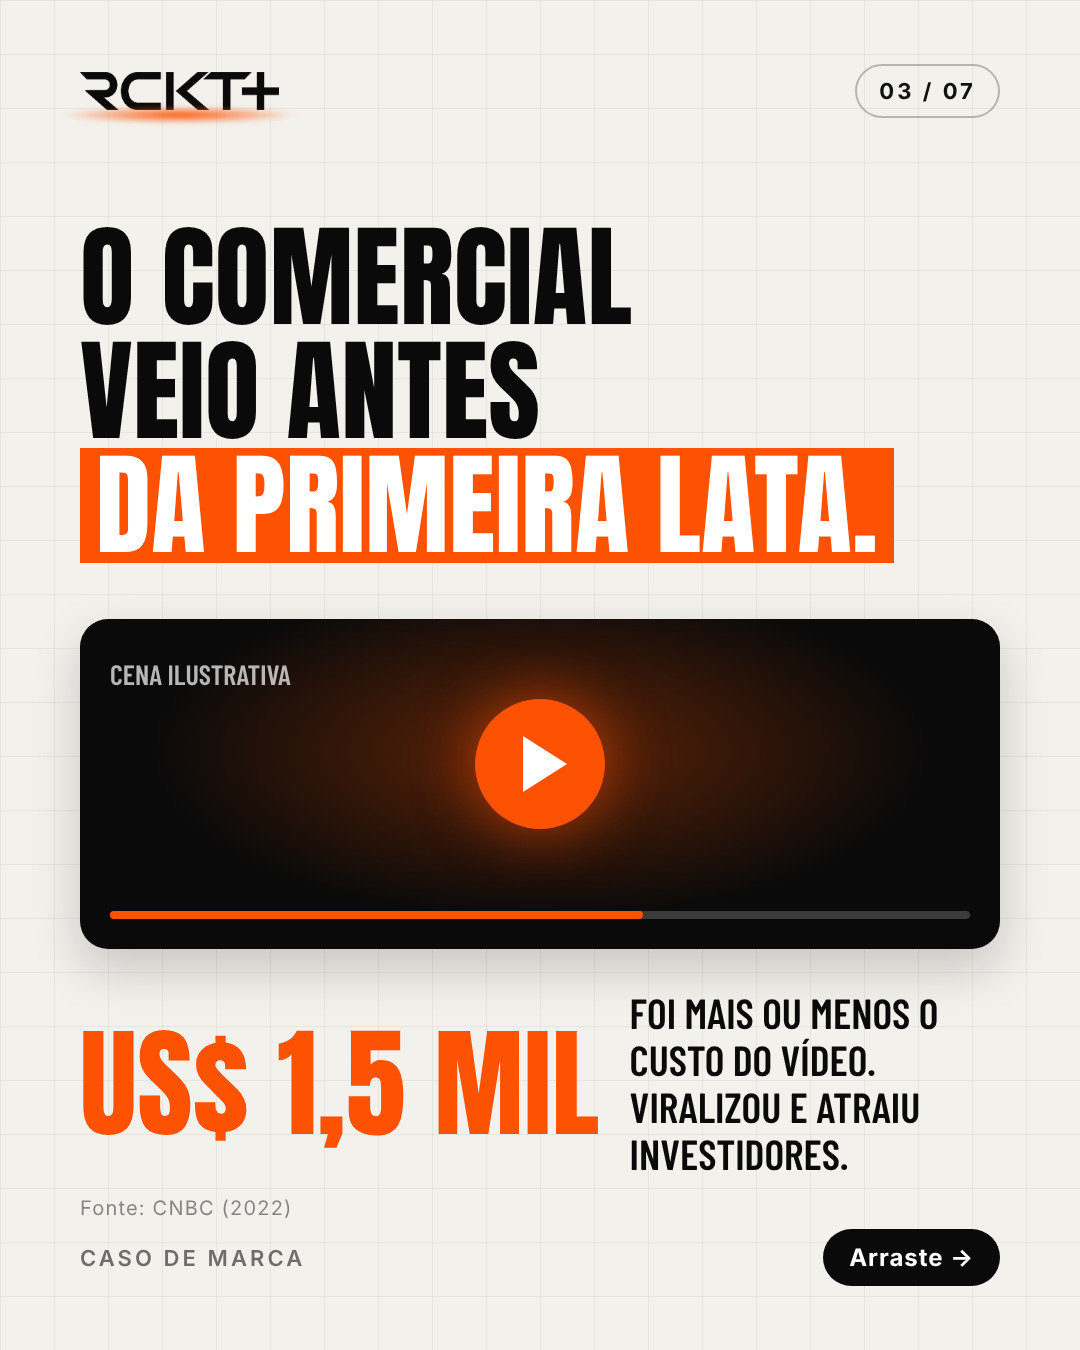 RCKT+
03 / 07
O COMERCIAL
VEIO ANTES
DA PRIMEIRA LATA.
CENA ILUSTRATIVA
US$ 1,5 MIL
FOI MAIS OU MENOS O
CUSTO DO VÍDEO.
VIRALIZOU E ATRAIU
INVESTIDORES.
Fonte: CNBC (2022)
CASO DE MARCA
Arraste →